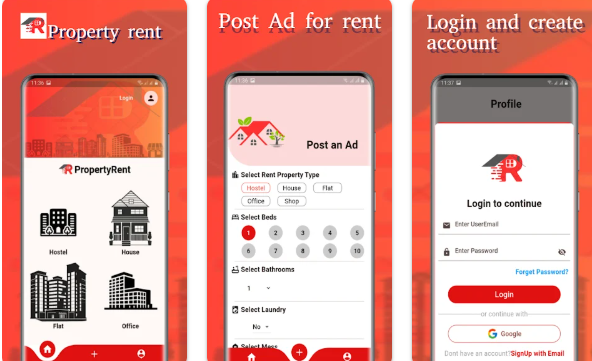 Property rent
11:36
Login
PropertyRent
Hostel
House
Flat
Office
Post Ad for rent
11:36
Post an Ad
Select Rent Property Type
Hostel House Flat
Office Shop
Select Beds
1 2 3 4 5
6 7 8 9 10
Select Bathrooms
1
Select Laundry
No
Select Mess
Login and create
account
11:37
Profile
Login to continue
Enter UserEmail
Enter Password
Forget Password?
Login
or continue with
Google
Dont have an account?SignUp with Email